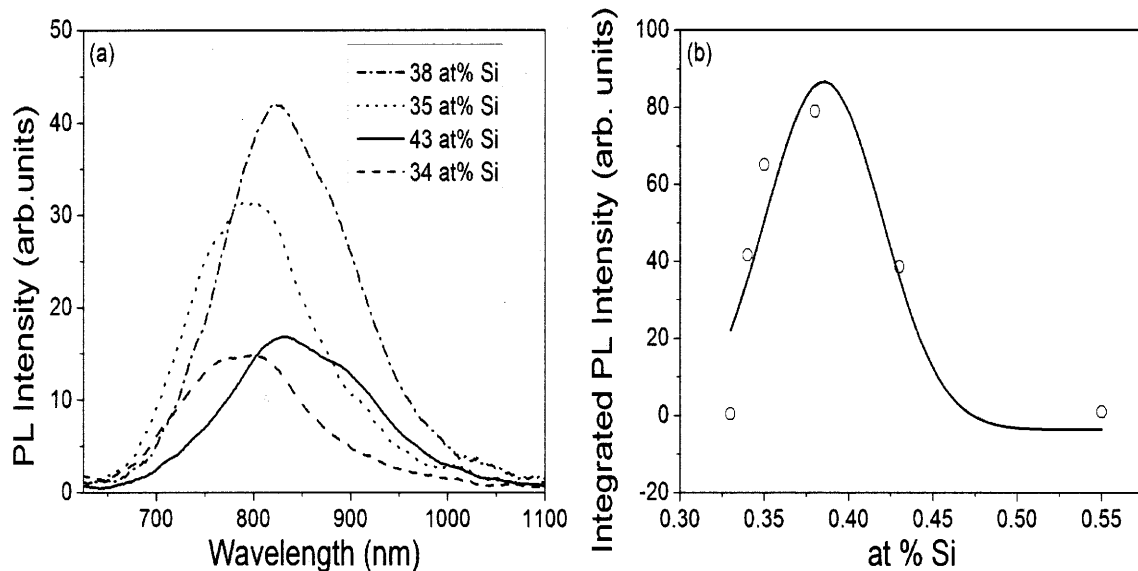 (a)
PL Intensity (arb.units)
50
40
30
20
10
0
38 at% Si
35 at% Si
43 at% Si
34 at% Si
700 800 900 1000 1100
Wavelength (nm)
(b)
Integrated PL Intensity (arb. units)
100
80
60
40
20
0
-20
0.30 0.35 0.40 0.45 0.50 0.55
at % Si